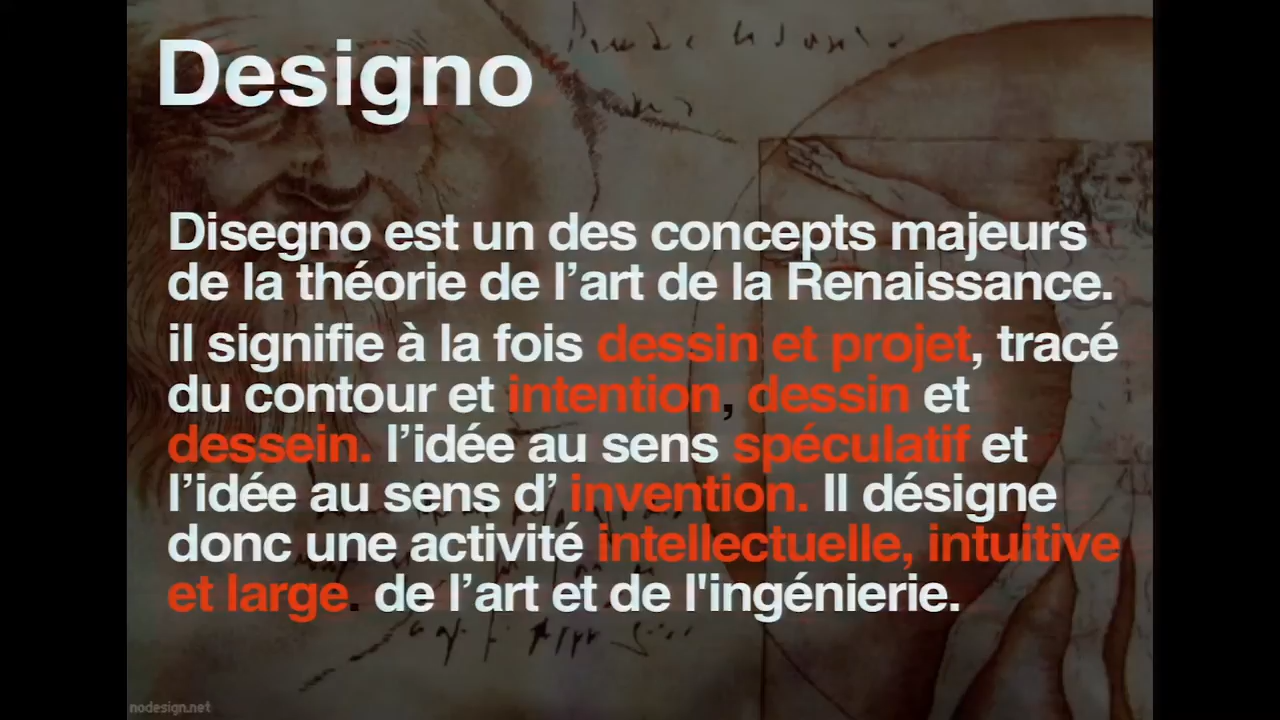 Designo
Disegno est un des concepts majeurs
de la théorie de l’art de la Renaissance.
il signifie à la fois dessin et projet, tracé
du contour et intention, dessin et
dessein. l’idée au sens spéculatif et
l’idée au sens d’ invention. Il désigne
donc une activité intellectuelle, intuitive
et large. de l’art et de l'ingénierie.
nodesign.net